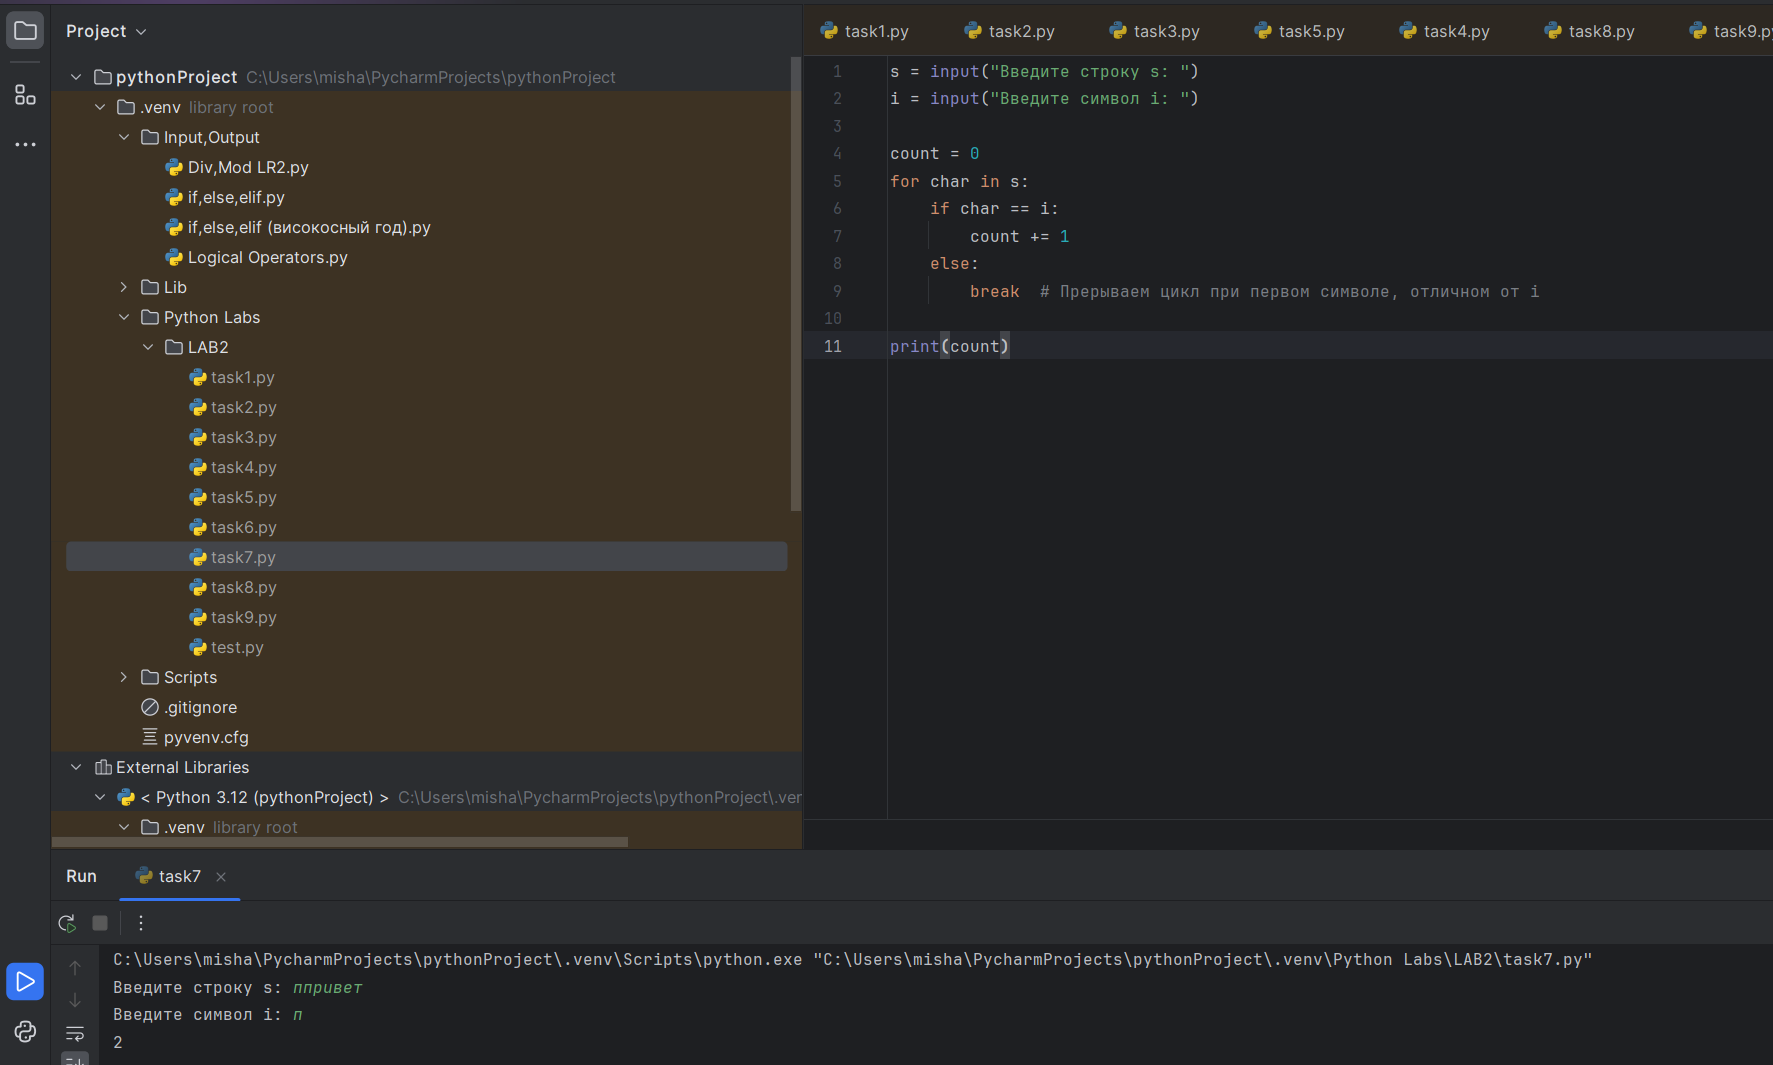 Project
pythonProject C:\Users\misha\PycharmProjects\pythonProject
.venv library root
Input,Output
Div,Mod LR2.py
if,else,elif.py
if,else,elif (високосный год).py
Logical Operators.py
Lib
Python Labs
LAB2
task1.py
task2.py
task3.py
task4.py
task5.py
task6.py
task7.py
task8.py
task9.py
test.py
Scripts
.gitignore
pyvenv.cfg
External Libraries
< Python 3.12 (pythonProject) > C:\Users\misha\PycharmProjects\pythonProject\.ver
.venv library root
task1.py task2.py task3.py task5.py task4.py task8.py task9.py
1 s = input("Введите строку s: ")
2 i = input("Введите символ i: ")
3
4 count = 0
5 for char in s:
6 if char == i:
7 count += 1
8 else:
9 break # Прерываем цикл при первом символе, отличном от i
10
11 print(count)
Run task7
C:\Users\misha\PycharmProjects\pythonProject\.venv\Scripts\python.exe "C:\Users\misha\PycharmProjects\pythonProject\.venv\Python Labs\LAB2\task7.py"
Введите строку s: ппривет
Введите символ i: п
2